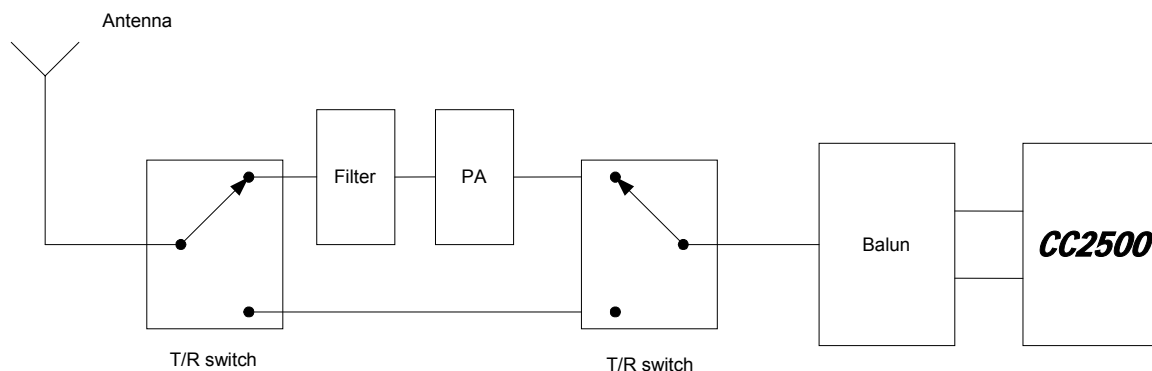 Antenna
Filter
PA
Balun
CC2500
T/R switch
T/R switch